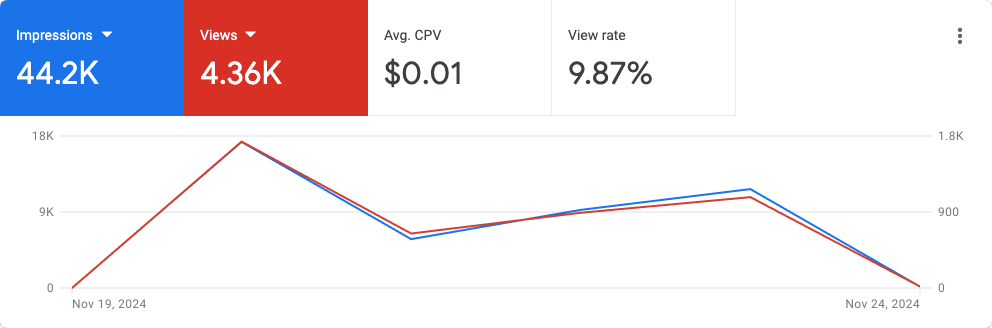 Impressions Views Avg. CPV View rate
44.2K 4.36K $0.01 9.87%
18K 1.8K
9K 900
0 0
Nov 19, 2024 Nov 24, 2024